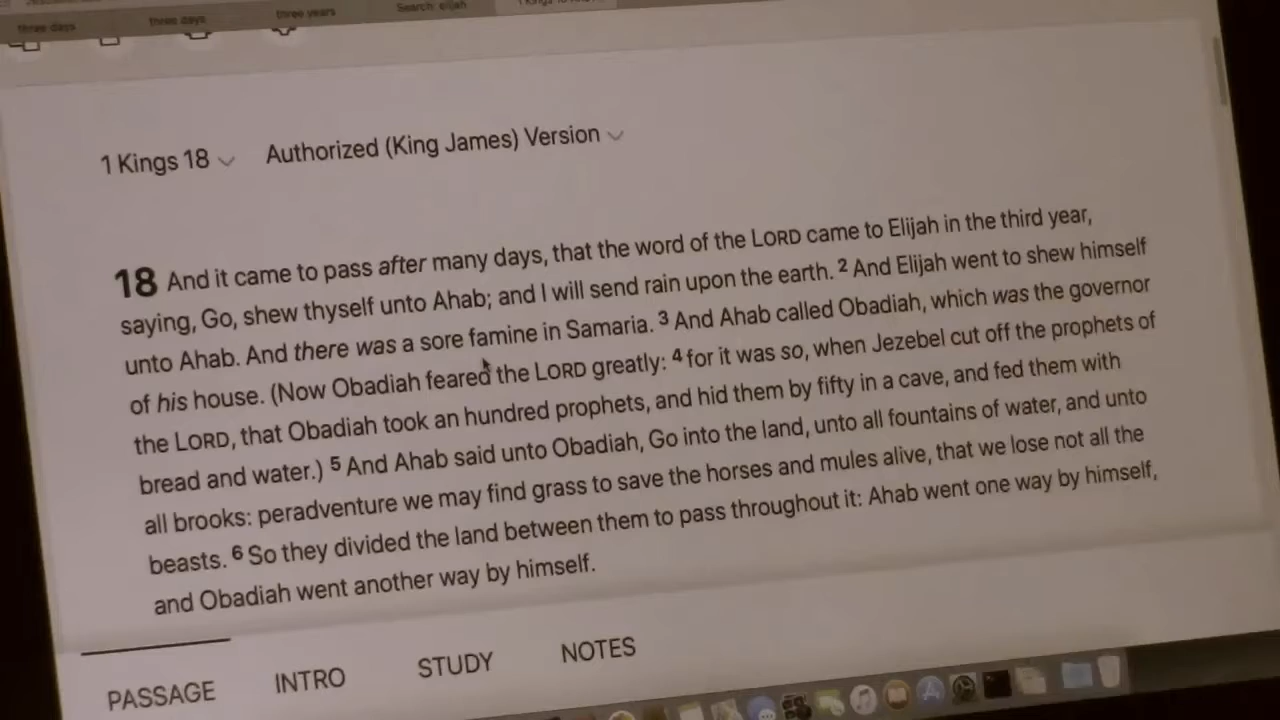 three days
three days
three years
Search: elijah
1 Kings 18
Authorized (King James) Version
18 And it came to pass after many days, that the word of the LORD came to Elijah in the third year,
saying, Go, shew thyself unto Ahab; and I will send rain upon the earth. 2 And Elijah went to shew himself
unto Ahab. And there was a sore famine in Samaria. 3 And Ahab called Obadiah, which was the governor
of his house. (Now Obadiah feared the LORD greatly: 4 for it was so, when Jezebel cut off the prophets of
the LORD, that Obadiah took an hundred prophets, and hid them by fifty in a cave, and fed them with
bread and water.) 5 And Ahab said unto Obadiah, Go into the land, unto all fountains of water, and unto
all brooks: peradventure we may find grass to save the horses and mules alive, that we lose not all the
beasts. 6 So they divided the land between them to pass throughout it: Ahab went one way by himself,
and Obadiah went another way by himself.
PASSAGE
INTRO
STUDY
NOTES